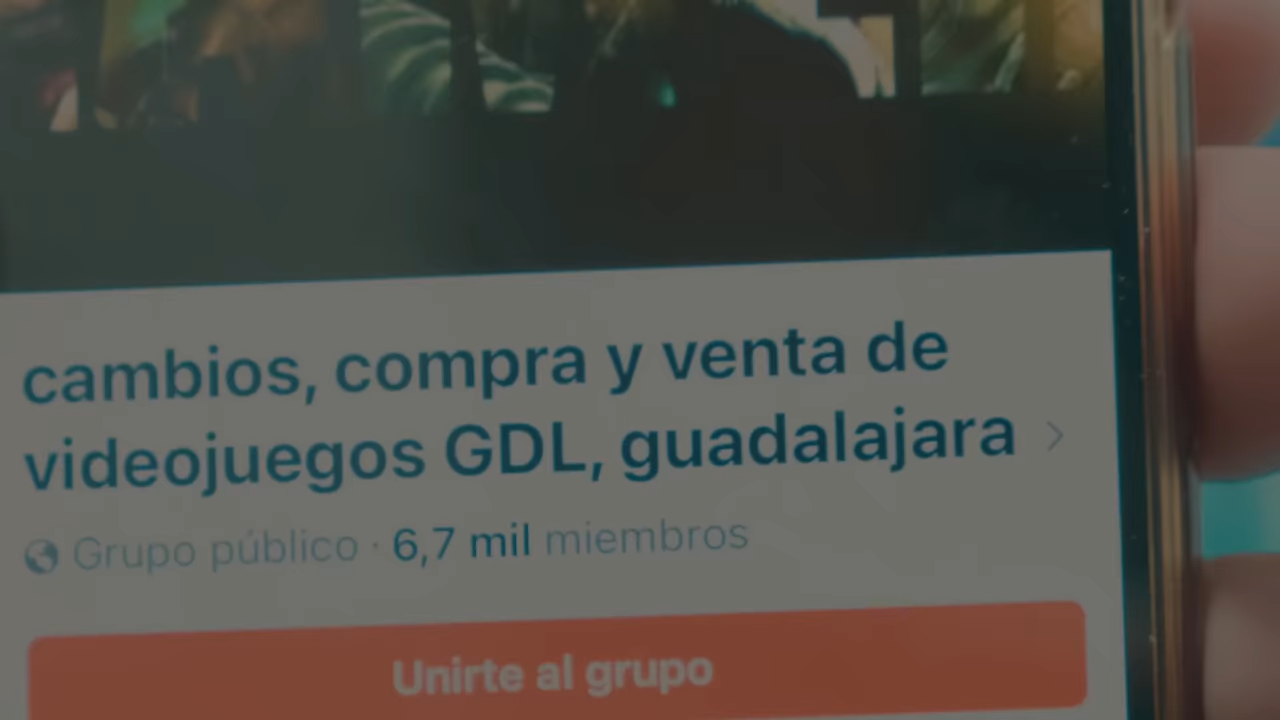 cambios, compra y venta de
videojuegos GDL, guadalajara
Grupo público · 6,7 mil miembros
Unirte al grupo